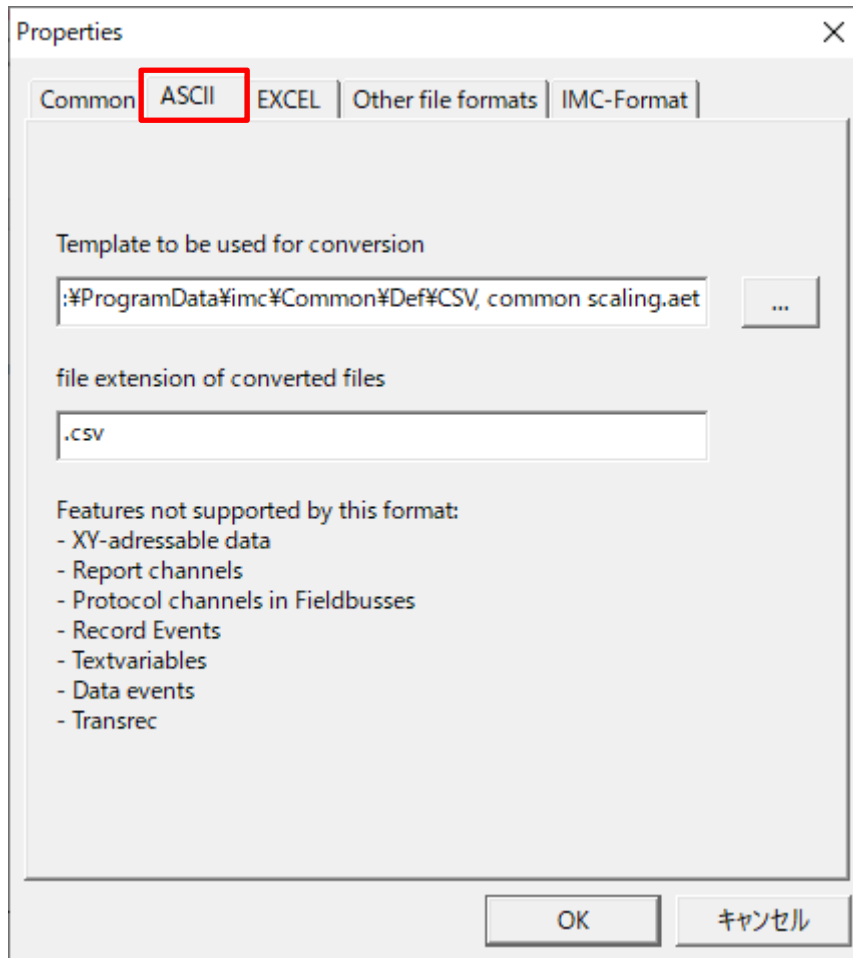 Properties
Common ASCII EXCEL Other file formats IMC-Format
Template to be used for conversion
:¥ProgramData¥imc¥Common¥Def¥CSV, common scaling.aet
...
file extension of converted files
.csv
Features not supported by this format:
- XY-adressable data
- Report channels
- Protocol channels in Fieldbusses
- Record Events
- Textvariables
- Data events
- Transrec
OK キャンセル